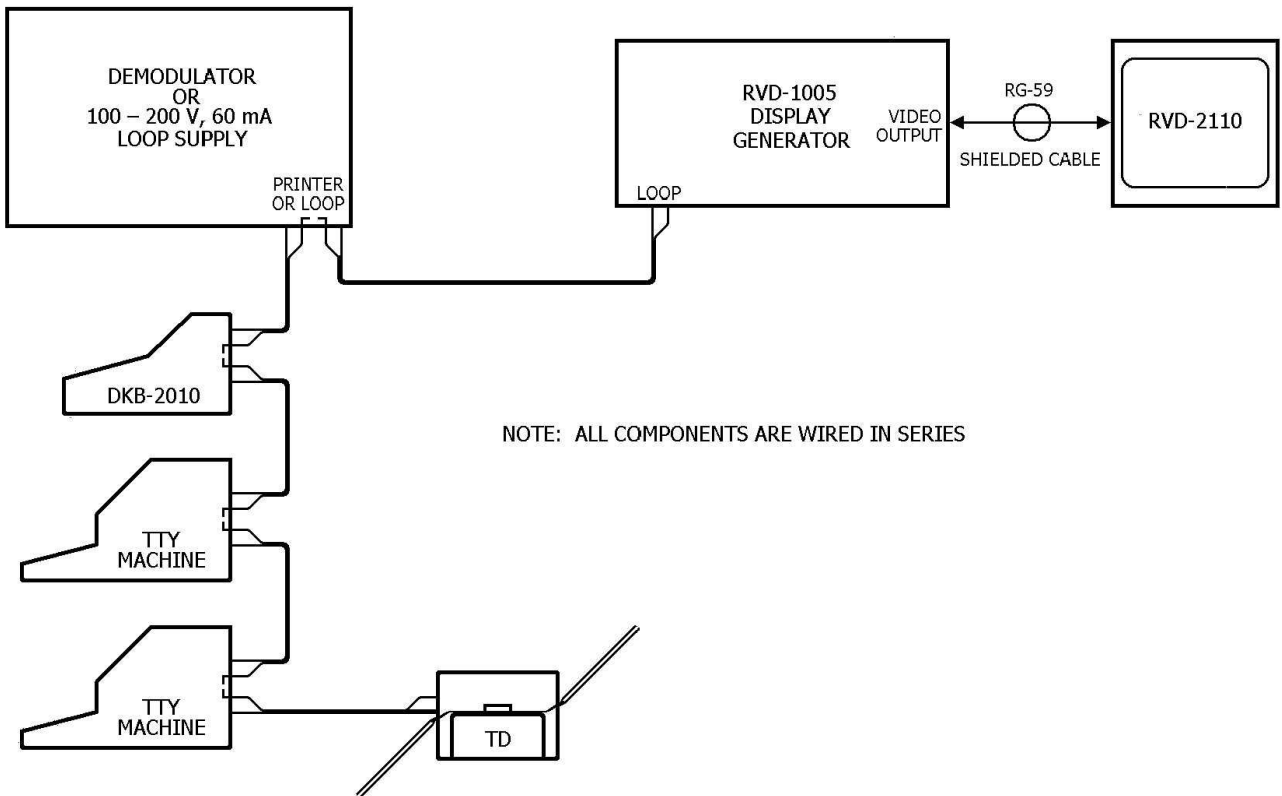 DEMODULATOR
OR
100 – 200 V, 60 mA
LOOP SUPPLY
PRINTER
OR LOOP
RVD-1005
DISPLAY
GENERATOR
VIDEO
OUTPUT
LOOP
RG-59
SHIELDED CABLE
RVD-2110
DKB-2010
NOTE: ALL COMPONENTS ARE WIRED IN SERIES
TTY
MACHINE
TTY
MACHINE
TD